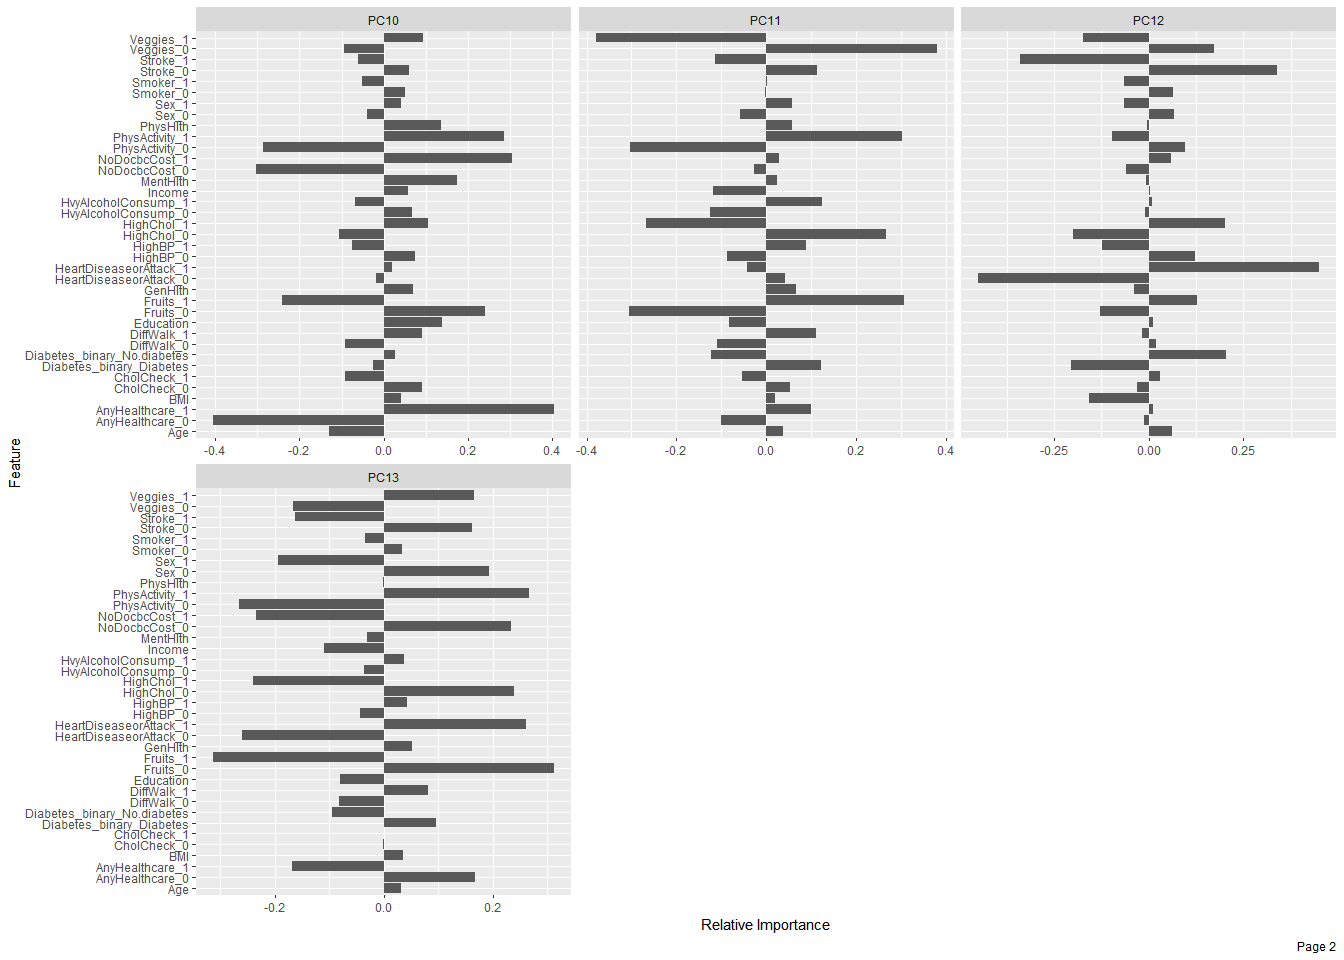 PC10
PC11
PC12
Veggies_1
Veggies_0
Stroke_1
Stroke_0
Smoker_1
Smoker_0
Sex_1
Sex_0
PhysHlth
PhysActivity_1
PhysActivity_0
NoDocbcCost_1
NoDocbcCost_0
MentHlth
Income
HvyAlcoholConsump_1
HvyAlcoholConsump_0
HighChol_1
HighChol_0
HighBP_1
HighBP_0
HeartDiseaseorAttack_1
HeartDiseaseorAttack_0
GenHlth
Fruits_1
Fruits_0
Education
DiffWalk_1
DiffWalk_0
Diabetes_binary_No.diabetes
Diabetes_binary_Diabetes
CholCheck_1
CholCheck_0
BMI
AnyHealthcare_1
AnyHealthcare_0
Age
-0.4 -0.2 0.0 0.2 0.4
-0.4 -0.2 0.0 0.2 0.4
-0.25 0.00 0.25
Feature
PC13
Veggies_1
Veggies_0
Stroke_1
Stroke_0
Smoker_1
Smoker_0
Sex_1
Sex_0
PhysHlth
PhysActivity_1
PhysActivity_0
NoDocbcCost_1
NoDocbcCost_0
MentHlth
Income
HvyAlcoholConsump_1
HvyAlcoholConsump_0
HighChol_1
HighChol_0
HighBP_1
HighBP_0
HeartDiseaseorAttack_1
HeartDiseaseorAttack_0
GenHlth
Fruits_1
Fruits_0
Education
DiffWalk_1
DiffWalk_0
Diabetes_binary_No.diabetes
Diabetes_binary_Diabetes
CholCheck_1
CholCheck_0
BMI
AnyHealthcare_1
AnyHealthcare_0
Age
-0.2 0.0 0.2
Relative Importance
Page 2